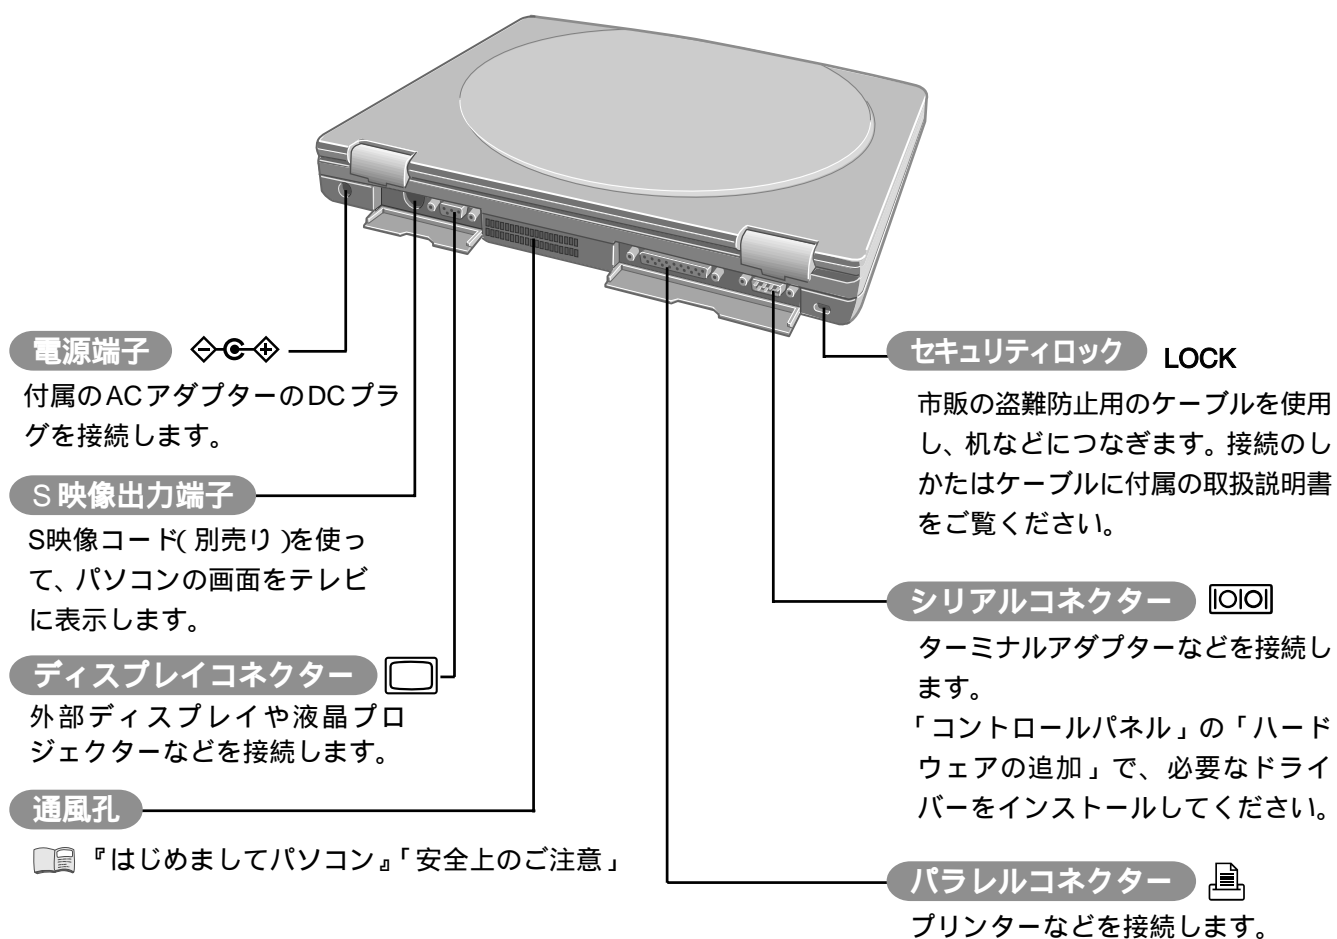 電源端子
付属のACアダプターのDCプラ
グを接続します。
S映像出力端子
S映像コード(別売り)を使っ
て、パソコンの画面をテレビ
に表示します。
ディスプレイコネクター
外部ディスプレイや液晶プロ
ジェクターなどを接続します。
通風孔
『はじめましてパソコン』「安全上のご注意」
セキュリティロック LOCK
市販の盗難防止用のケーブルを使用
し、机などにつなぎます。接続のし
かたはケーブルに付属の取扱説明書
をご覧ください。
シリアルコネクター
ターミナルアダプターなどを接続し
ます。
「コントロールパネル」の「ハード
ウェアの追加」で、必要なドライ
バーをインストールしてください。
パラレルコネクター
プリンターなどを接続します。